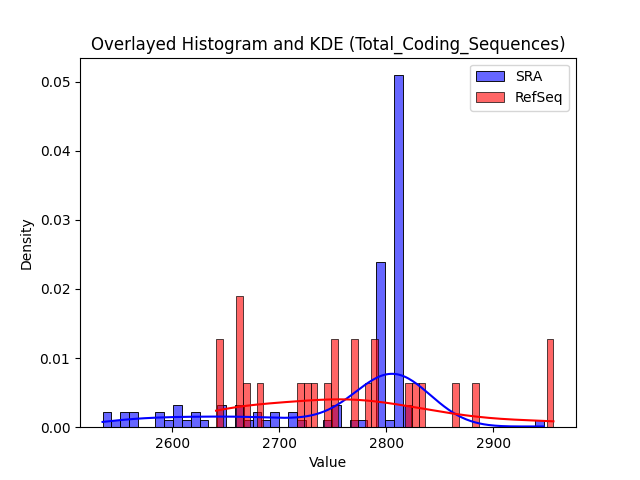 Overlayed Histogram and KDE (Total_Coding_Sequences)
SRA
RefSeq
0.05
0.04
0.03
0.02
0.01
0.00
Density
2600 2700 2800 2900
Value